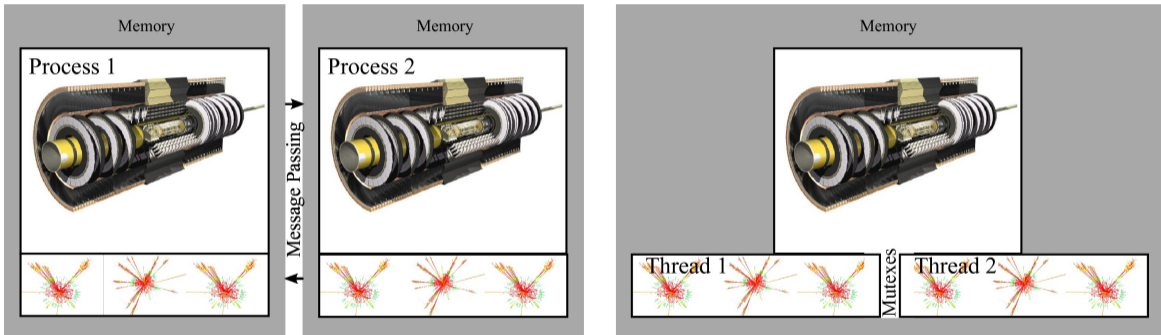 Memory
Process 1
Message Passing
Memory
Process 2
Memory
Thread 1
Mutexes
Thread 2